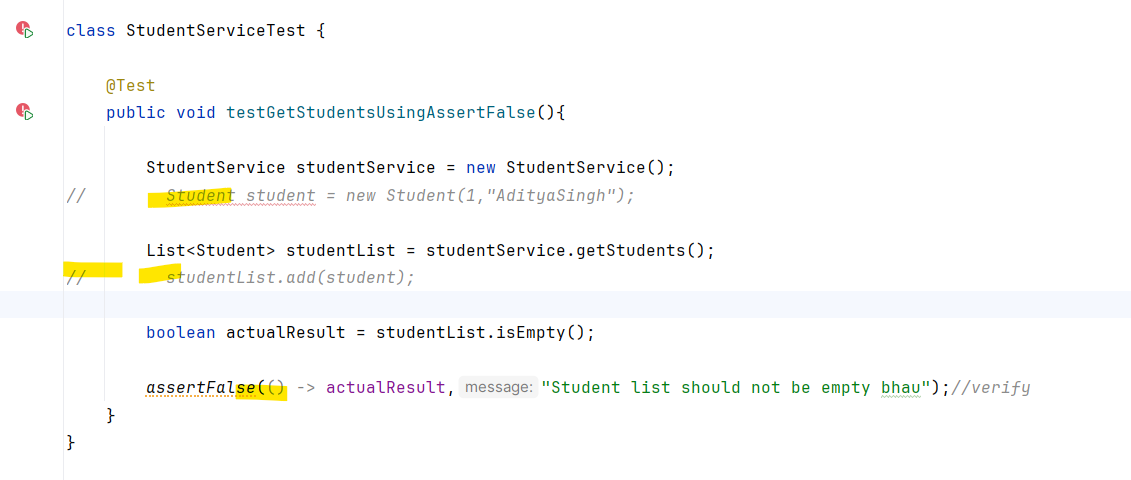 class StudentServiceTest {
@Test
public void testGetStudentsUsingAssertFalse(){
StudentService studentService = new StudentService();
//        Student student = new Student(1,"AdityaSingh");
List<Student> studentList = studentService.getStudents();
//        studentList.add(student);
boolean actualResult = studentList.isEmpty();
assertFalse(() -> actualResult, message: "Student list should not be empty bhau");//verify
}
}